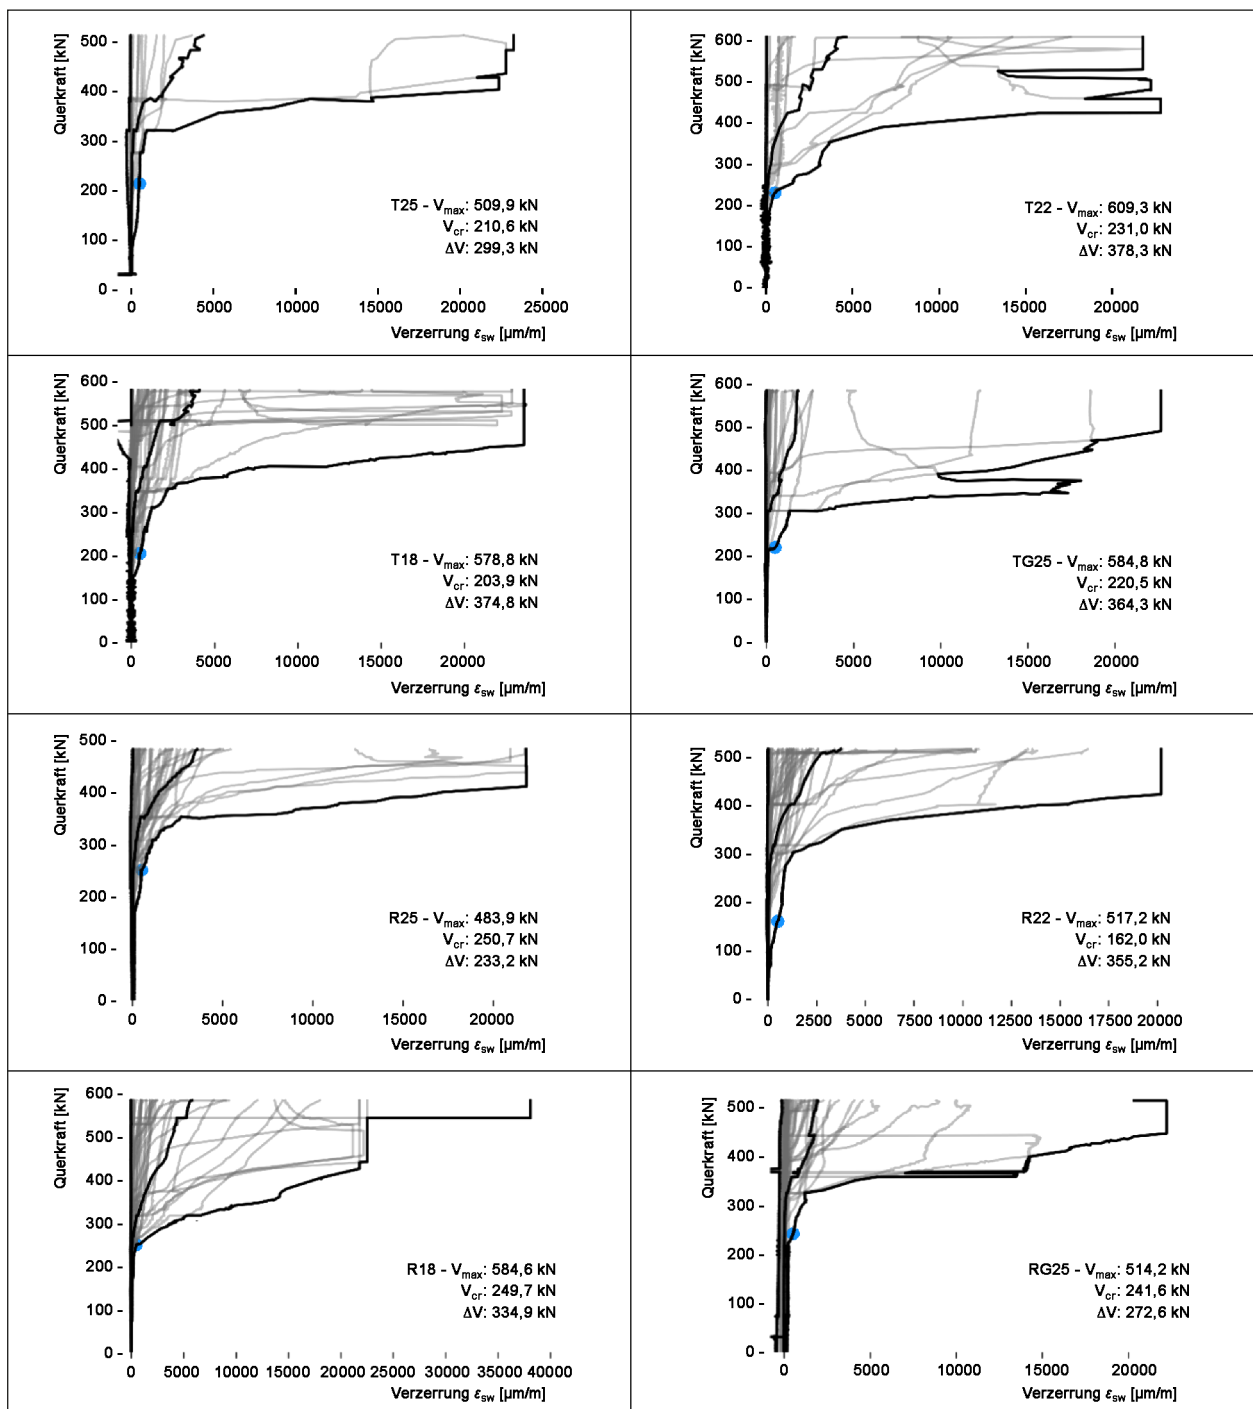 Querkraft [kN]
500 -
400 -
300 -
200 -
100 -
0 -
T25 - Vmax: 509,9 kN
Vcr: 210,6 kN
ΔV: 299,3 kN
0 5000 10000 15000 20000 25000
Verzerrung εsw [µm/m]
Querkraft [kN]
600 -
500 -
400 -
300 -
200 -
100 -
0 -
T22 - Vmax: 609,3 kN
Vcr: 231,0 kN
ΔV: 378,3 kN
0 5000 10000 15000 20000
Verzerrung εsw [µm/m]
Querkraft [kN]
600 -
500 -
400 -
300 -
200 -
100 -
0 -
T18 - Vmax: 578,8 kN
Vcr: 203,9 kN
ΔV: 374,8 kN
0 5000 10000 15000 20000
Verzerrung εsw [µm/m]
Querkraft [kN]
600 -
500 -
400 -
300 -
200 -
100 -
0 -
TG25 - Vmax: 584,8 kN
Vcr: 220,5 kN
ΔV: 364,3 kN
0 5000 10000 15000 20000
Verzerrung εsw [µm/m]
Querkraft [kN]
500 -
400 -
300 -
200 -
100 -
0 -
R25 - Vmax: 483,9 kN
Vcr: 250,7 kN
ΔV: 233,2 kN
0 5000 10000 15000 20000
Verzerrung εsw [µm/m]
Querkraft [kN]
500 -
400 -
300 -
200 -
100 -
0 -
R22 - Vmax: 517,2 kN
Vcr: 162,0 kN
ΔV: 355,2 kN
0 2500 5000 7500 10000 12500 15000 17500 20000
Verzerrung εsw [µm/m]
Querkraft [kN]
600 -
500 -
400 -
300 -
200 -
100 -
0 -
R18 - Vmax: 584,6 kN
Vcr: 249,7 kN
ΔV: 334,9 kN
0 5000 10000 15000 20000 25000 30000 35000 40000
Verzerrung εsw [µm/m]
Querkraft [kN]
500 -
400 -
300 -
200 -
100 -
0 -
RG25 - Vmax: 514,2 kN
Vcr: 241,6 kN
ΔV: 272,6 kN
0 5000 10000 15000 20000
Verzerrung εsw [µm/m]